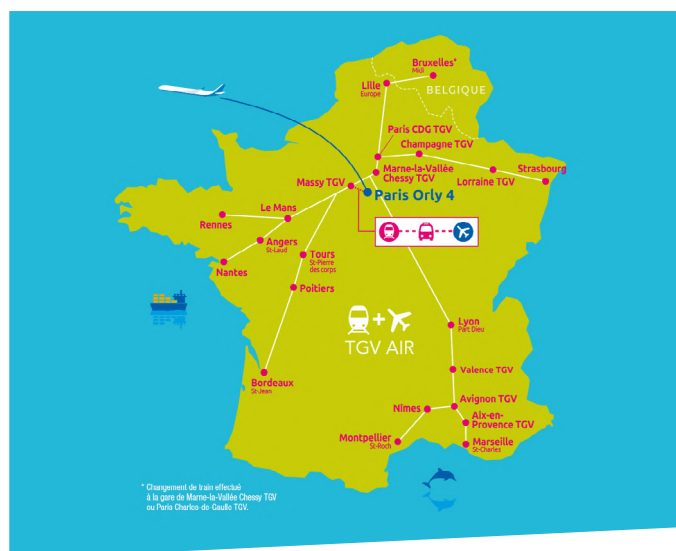 Bruxelles*
Midi
BELGIQUE
Lille
Europe
Paris CDG TGV
Champagne TGV
Marne-la-Vallée
Chessy TGV
Strasbourg
Lorraine TGV
Massy TGV
Paris Orly 4
Le Mans
Rennes
Angers
St-Laud
Tours
St-Pierre
des corps
Nantes
Poitiers
TGV AIR
Lyon
Part Dieu
Valence TGV
Bordeaux
St-Jean
Avignon TGV
Nîmes
Aix-en-
Provence TGV
Montpellier
St-Roch
Marseille
St-Charles
* Changement de train effectué
à la gare de Marne-la-Vallée Chessy TGV
ou Paris Charles-de-Gaulle TGV.